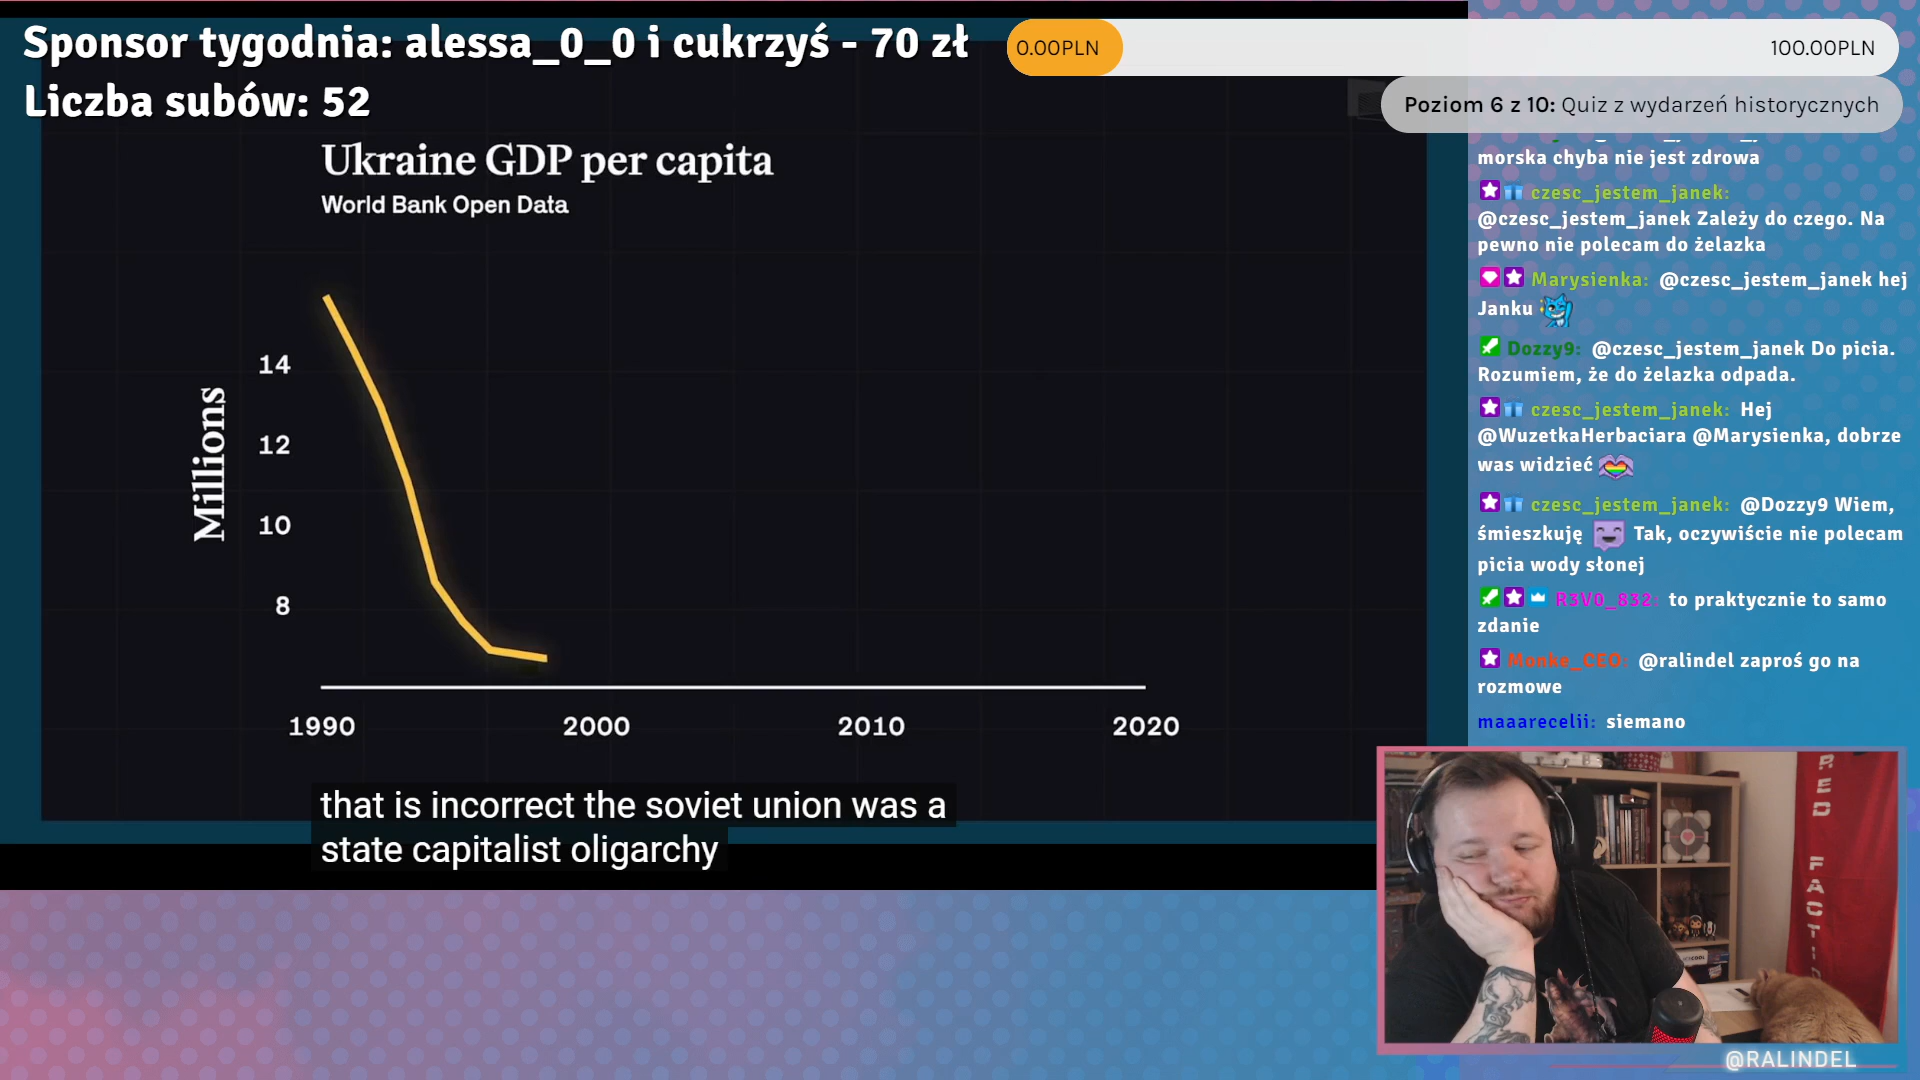 Sponsor tygodnia: alessa_0_0 i cukrzyś - 70 zł
Liczba subów: 52
0.00PLN
100.00PLN
Poziom 6 z 10: Quiz z wydarzeń historycznych
Ukraine GDP per capita
World Bank Open Data
Millions
14
12
10
8
1990
2000
2010
2020
that is incorrect the soviet union was a
state capitalist oligarchy
morska chyba nie jest zdrowa
czesc_jestem_janek:
@czesc_jestem_janek Zależy do czego. Na
pewno nie polecam do żelazka
Marysienka: @czesc_jestem_janek hej
Janku
Dozzy9: @czesc_jestem_janek Do picia.
Rozumiem, że do żelazka odpada.
czesc_jestem_janek: Hej
@WuzetkaHerbaciara @Marysienka, dobrze
was widzieć
czesc_jestem_janek: @Dozzy9 Wiem,
śmieszkuję Tak, oczywiście nie polecam
picia wody słonej
R3V0_832: to praktycznie to samo
zdanie
Monke_CEO: @ralindel zaproś go na
rozmowe
maaarecelii: siemano
RED FACTI
@RALINDEL